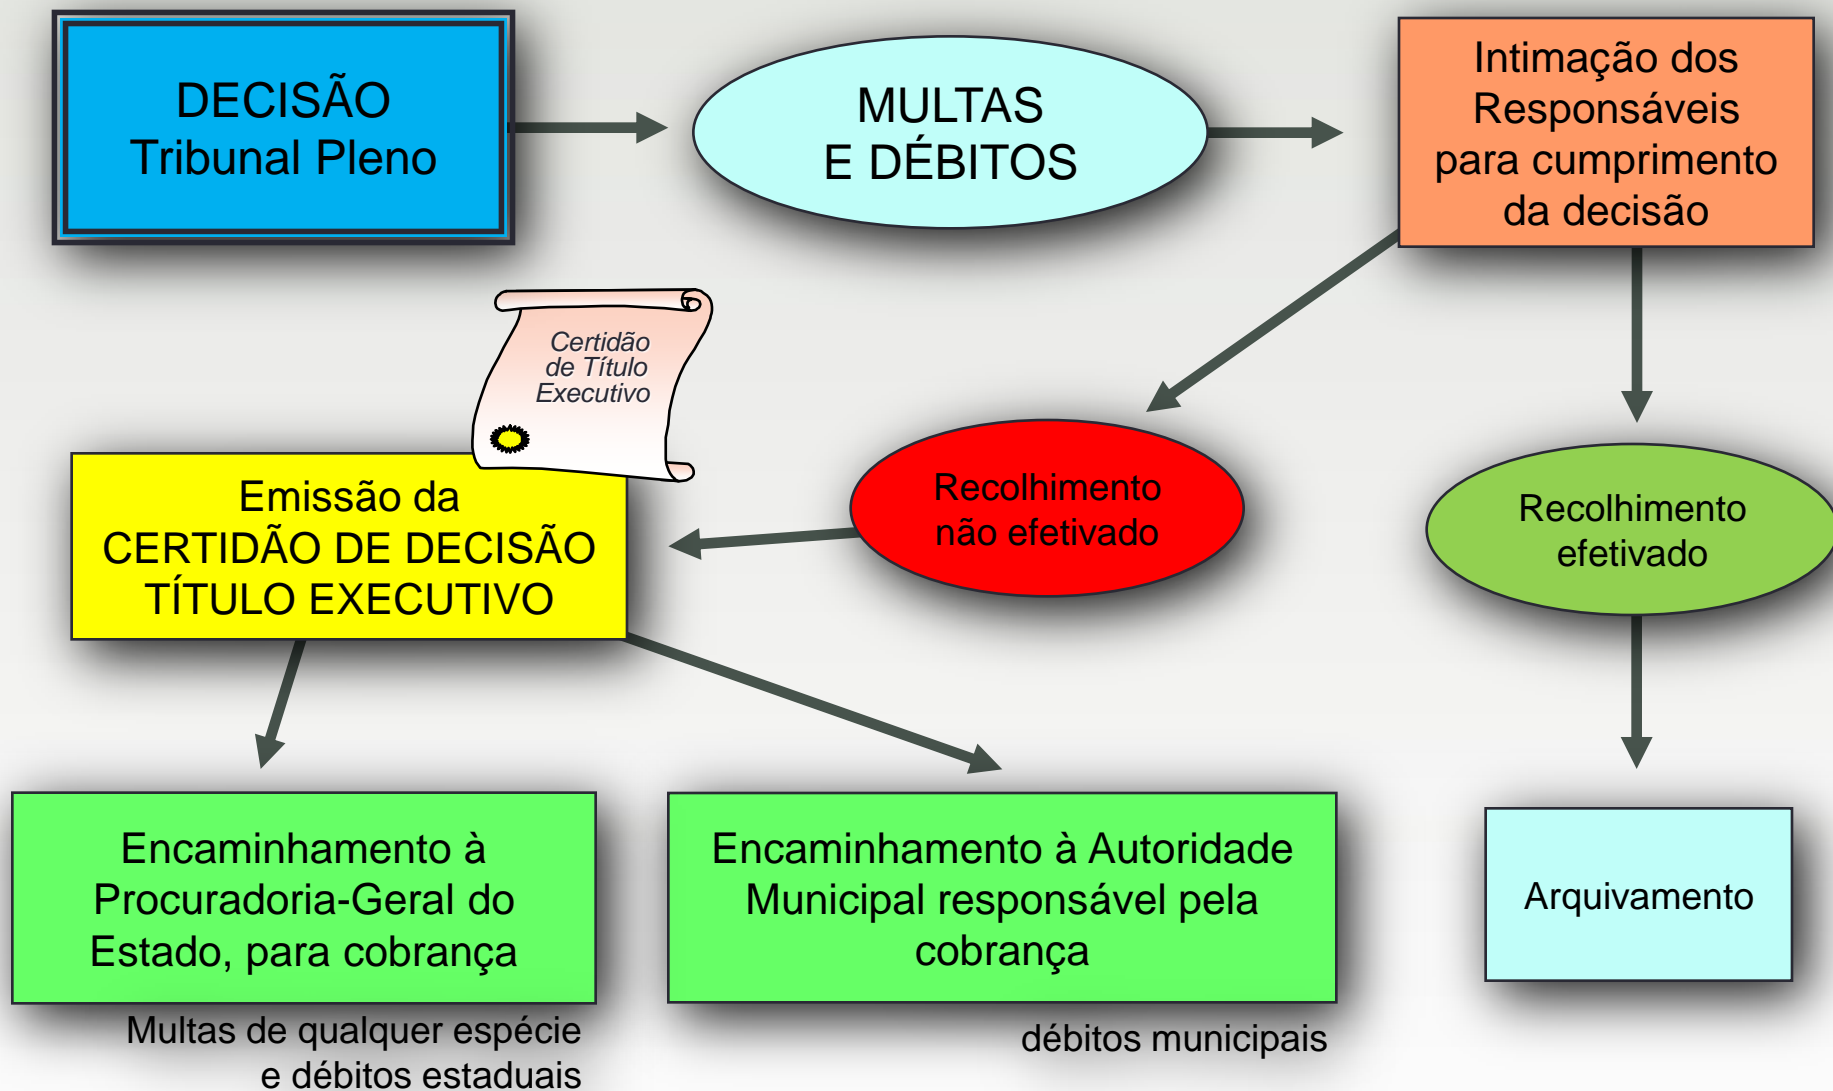 DECISÃO
Tribunal Pleno
MULTAS
E DÉBITOS
Intimação dos
Responsáveis
para cumprimento
da decisão
Certidão
de Título
Executivo
Emissão da
CERTIDÃO DE DECISÃO
TÍTULO EXECUTIVO
Recolhimento
não efetivado
Recolhimento
efetivado
Encaminhamento à
Procuradoria-Geral do
Estado, para cobrança
Encaminhamento à Autoridade
Municipal responsável pela
cobrança
Arquivamento
Multas de qualquer espécie
e débitos estaduais
débitos municipais